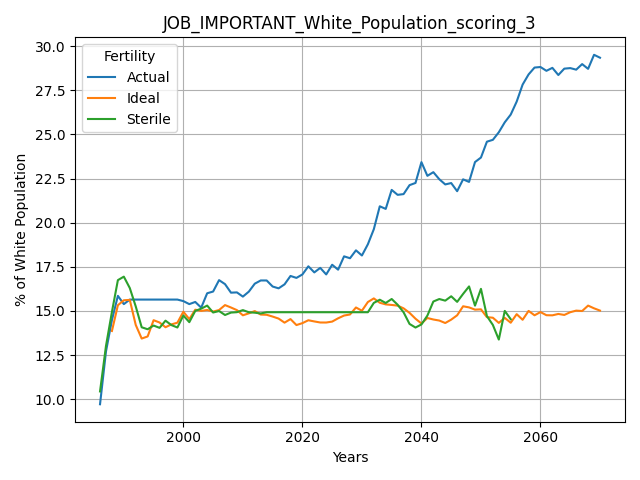 JOB_IMPORTANT_White_Population_scoring_3
Fertility
Actual
Ideal
Sterile
% of White Population
30.0
27.5
25.0
22.5
20.0
17.5
15.0
12.5
10.0
2000
2020
2040
2060
Years